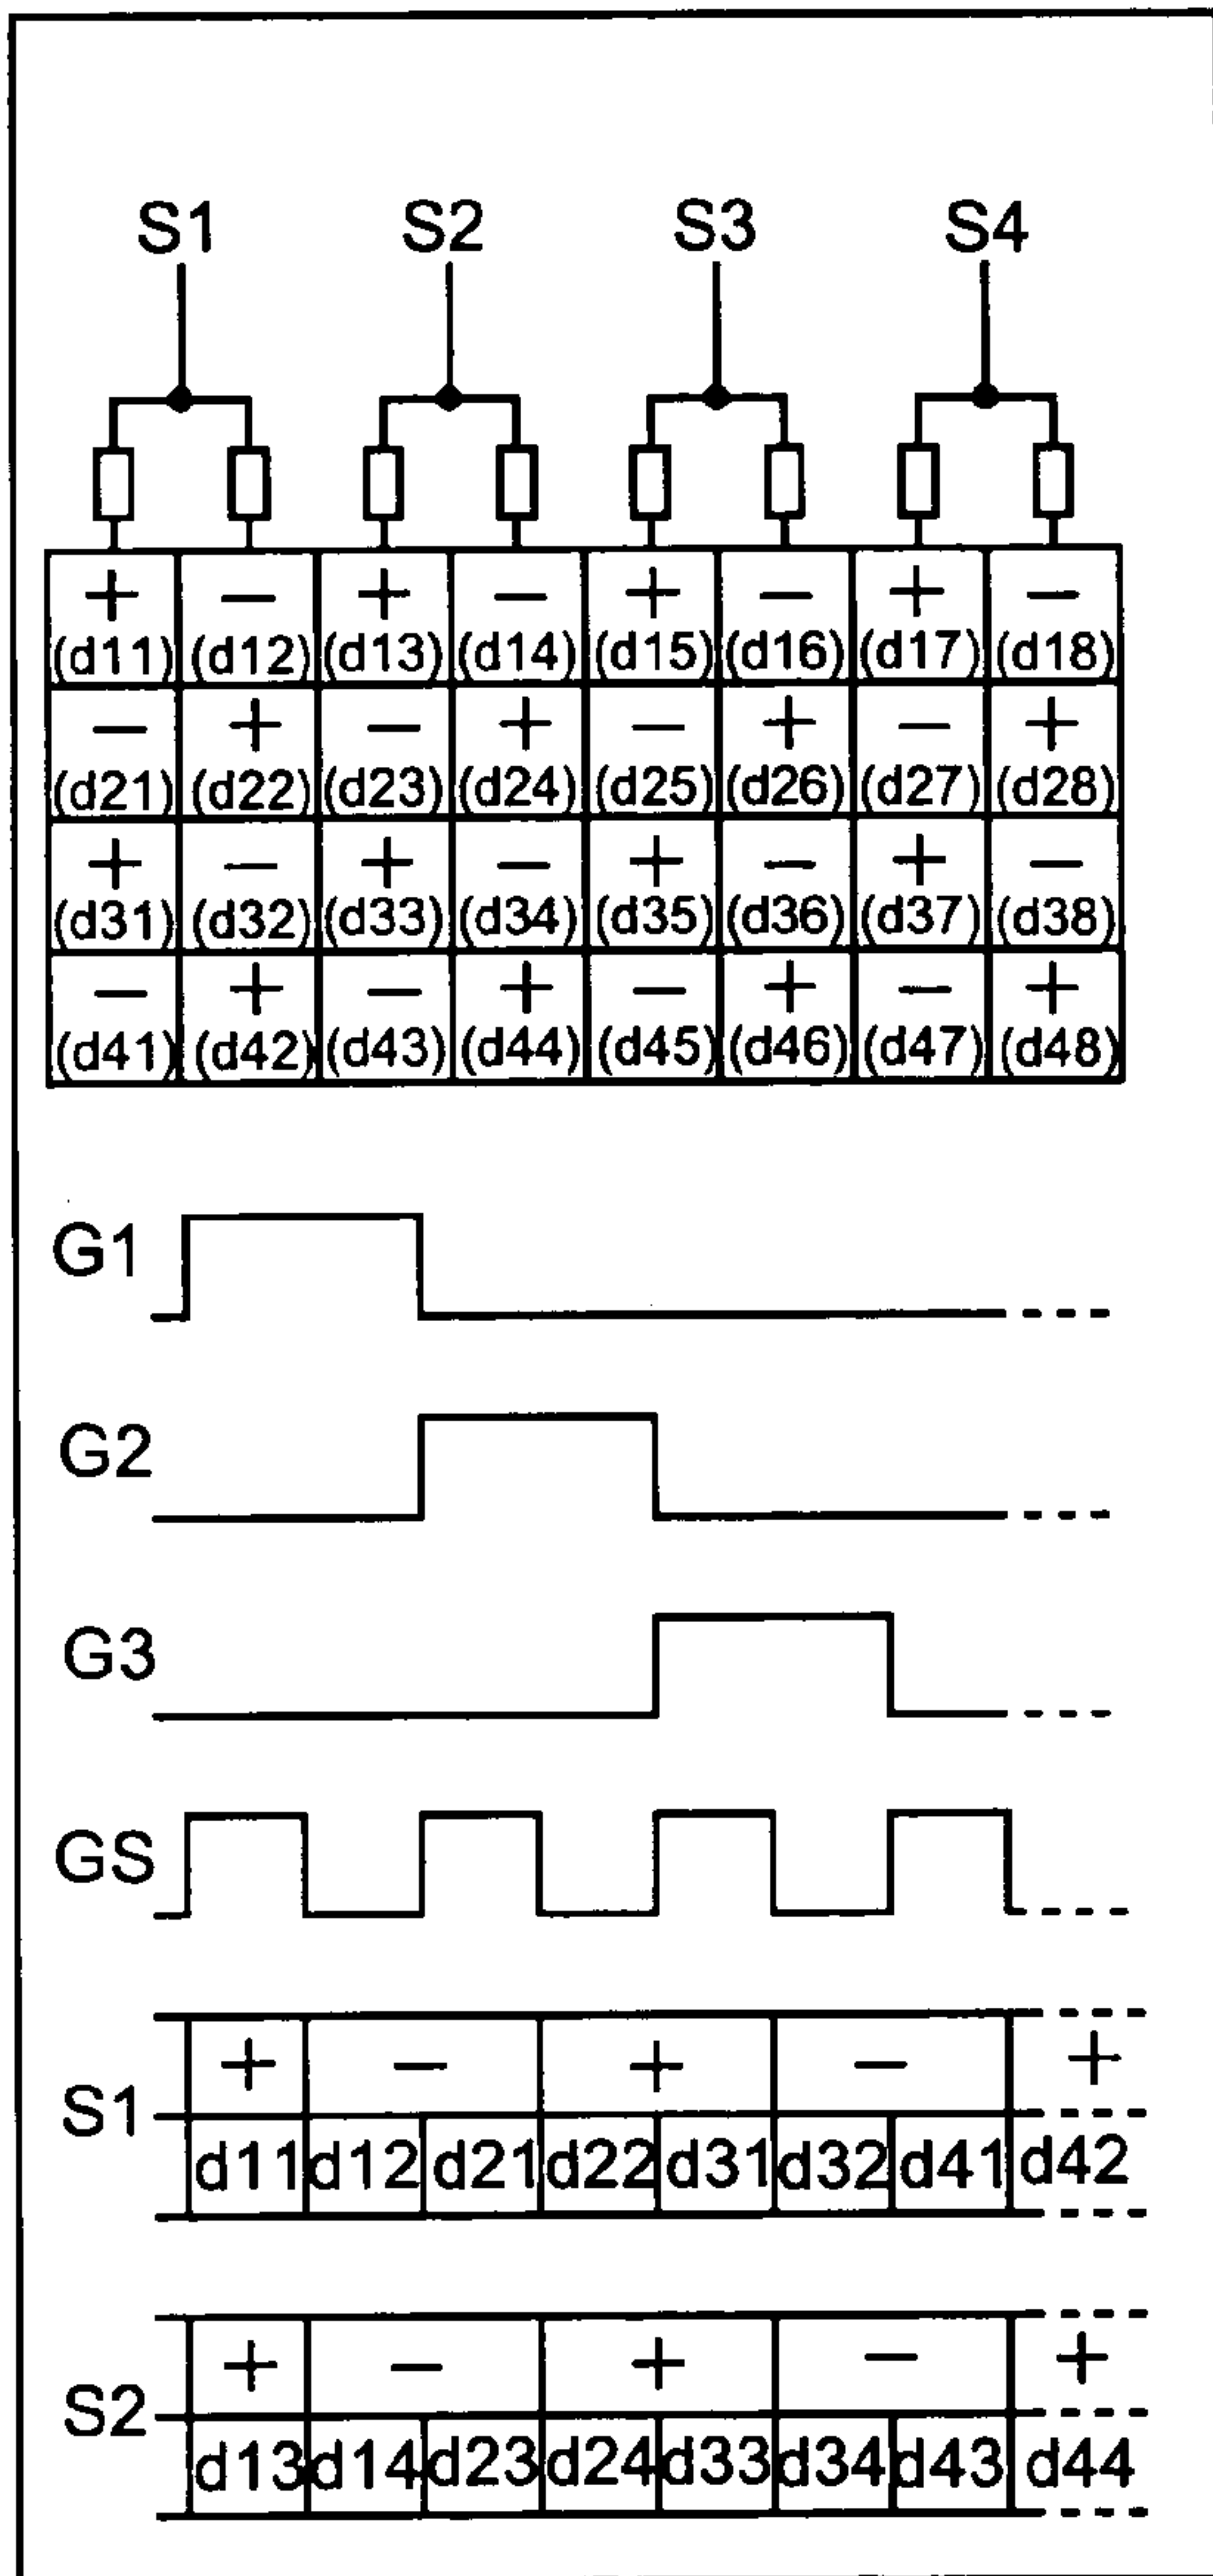 S1 S2 S3 S4
+ − + − + − + −
(d11) (d12) (d13) (d14) (d15) (d16) (d17) (d18)
− + − + − + − +
(d21) (d22) (d23) (d24) (d25) (d26) (d27) (d28)
+ − + − + − + −
(d31) (d32) (d33) (d34) (d35) (d36) (d37) (d38)
− + − + − + − +
(d41) (d42) (d43) (d44) (d45) (d46) (d47) (d48)
G1
G2
G3
GS
+ − + − +
S1
d11 d12 d21 d22 d31 d32 d41 d42
+ − + − +
S2
d13 d14 d23 d24 d33 d34 d43 d44